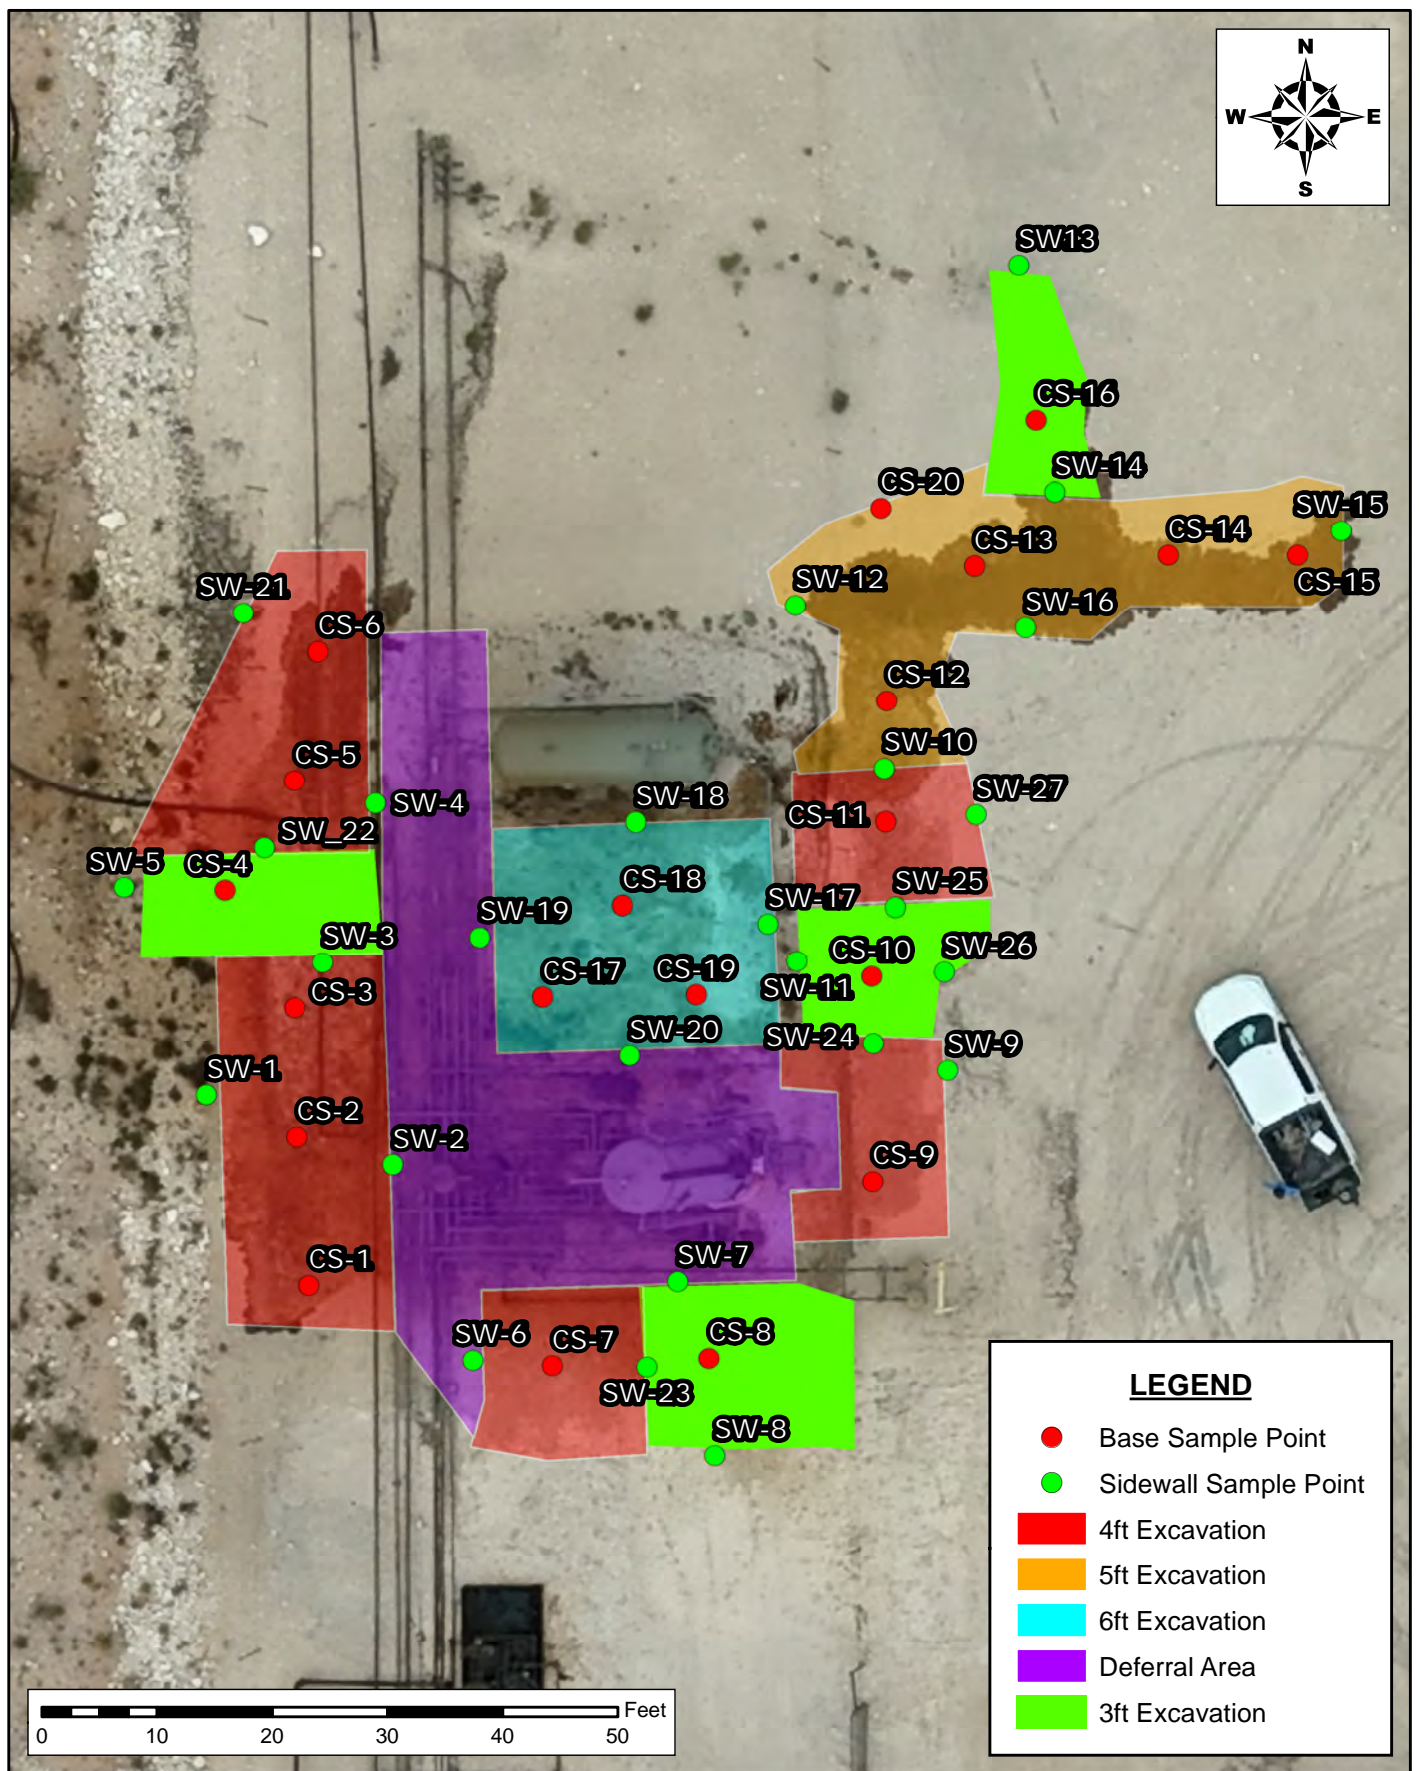 N
W E
S
SW13
CS-16
SW-14
CS-20
SW-15
CS-13
CS-14
CS-15
SW-12
SW-16
SW-21
CS-6
CS-12
SW-10
CS-5
SW-4
SW-18
SW-27
CS-11
SW_22
SW-5
CS-4
CS-18
SW-25
SW-19
SW-17
SW-3
CS-10
SW-26
CS-17
CS-19
SW-11
CS-3
SW-20
SW-24
SW-9
SW-1
CS-2
SW-2
CS-9
CS-1
SW-7
SW-6
CS-7
CS-8
SW-23
SW-8
LEGEND
Base Sample Point
Sidewall Sample Point
4ft Excavation
5ft Excavation
6ft Excavation
Deferral Area
3ft Excavation
Feet
0 10 20 30 40 50